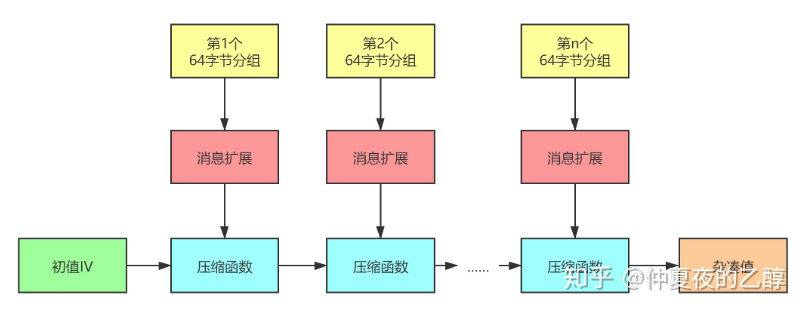 第1个
64字节分组
第2个
64字节分组
第n个
64字节分组
消息扩展
消息扩展
消息扩展
初值IV
压缩函数
压缩函数
......
压缩函数
杂凑值
知乎 @仲夏夜的乙醇